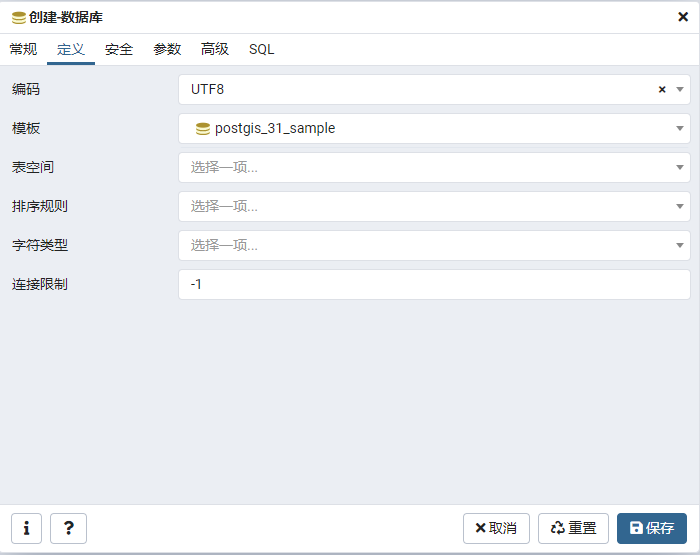 创建-数据库
常规 定义 安全 参数 高级 SQL
编码 UTF8
模板 postgis_31_sample
表空间 选择一项...
排序规则 选择一项...
字符类型 选择一项...
连接限制 -1
i ? 取消 重置 保存